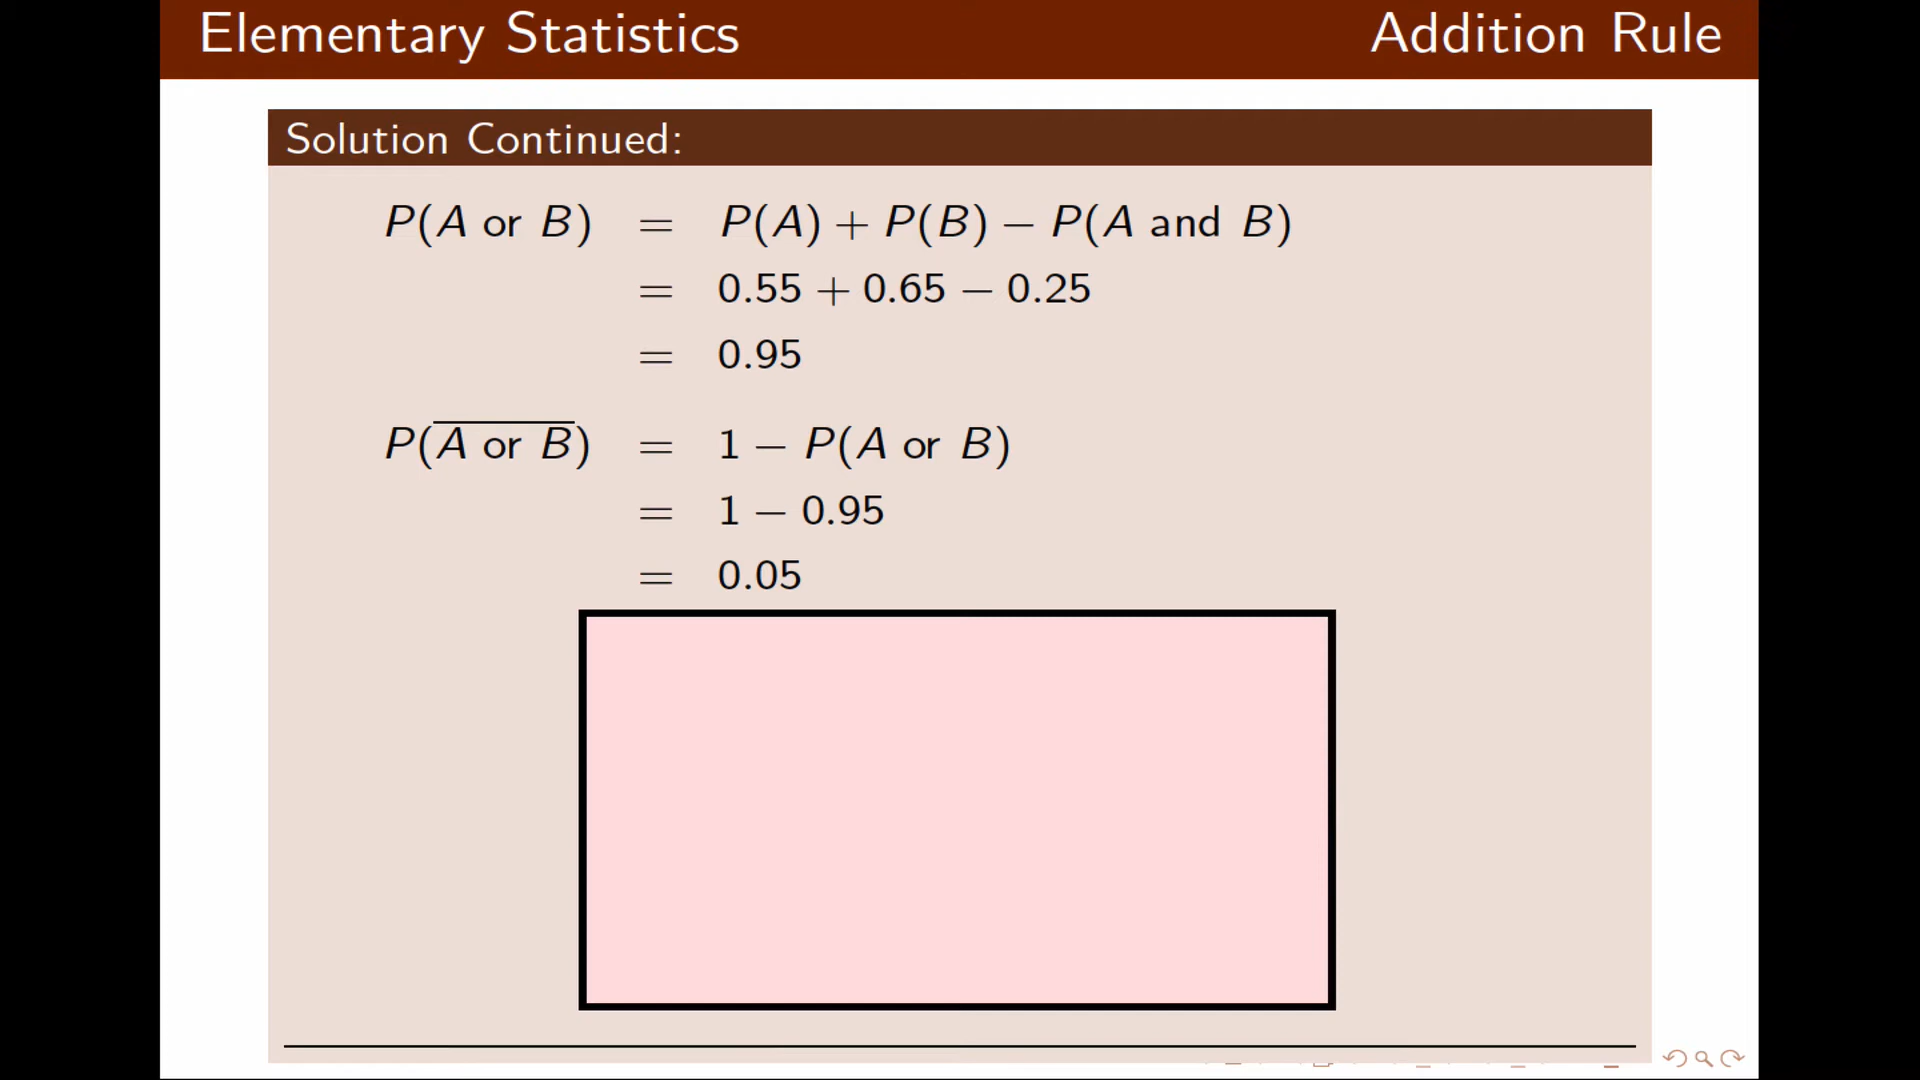 Elementary Statistics Addition Rule
Solution Continued:
P(A or B) = P(A) + P(B) − P(A and B)
= 0.55 + 0.65 − 0.25
= 0.95
P(A̅ ̅o̅r̅ ̅B̅) = 1 − P(A or B)
= 1 − 0.95
= 0.05